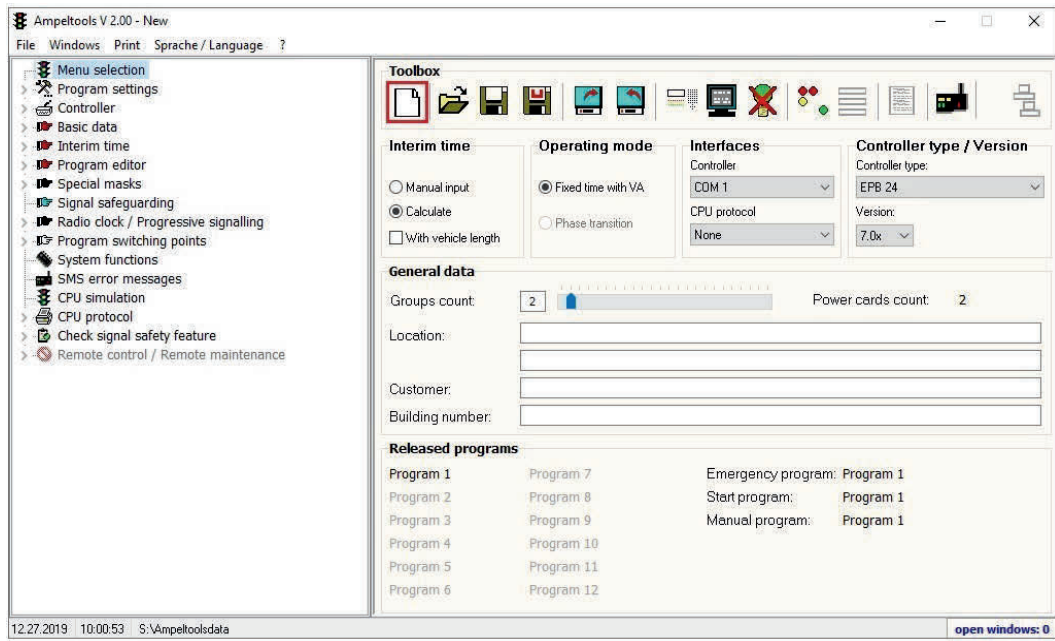 Ampeltools V 2.00 - New
File Windows Print Sprache / Language ?
Menu selection
Program settings
Controller
Basic data
Interim time
Program editor
Special masks
Signal safeguarding
Radio clock / Progressive signalling
Program switching points
System functions
SMS error messages
CPU simulation
CPU protocol
Check signal safety feature
Remote control / Remote maintenance
Toolbox
Interim time
Manual input
Calculate
With vehicle length
Operating mode
Fixed time with VA
Phase transition
Interfaces
Controller
COM 1
CPU protocol
None
Controller type / Version
Controller type:
EPB 24
Version:
7.0x
General data
Groups count: 2
Power cards count: 2
Location:
Customer:
Building number:
Released programs
Program 1
Program 2
Program 3
Program 4
Program 5
Program 6
Program 7
Program 8
Program 9
Program 10
Program 11
Program 12
Emergency program: Program 1
Start program: Program 1
Manual program: Program 1
12.27.2019 10:00:53 S:\Ampeltoolsdata
open windows: 0